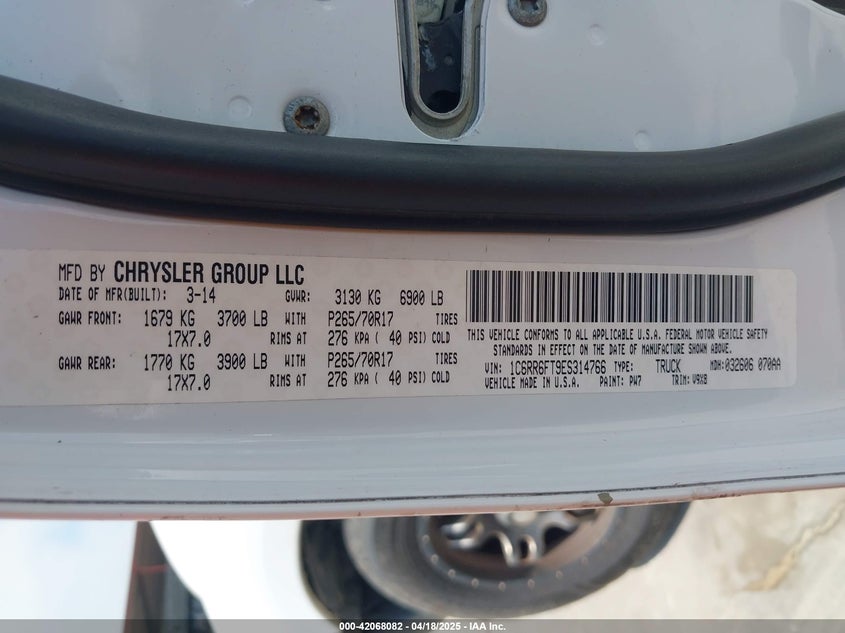 MFD BY CHRYSLER GROUP LLC
DATE OF MFR(BUILT): 3-14 GVWR: 3130 KG 6900 LB
GAWR FRONT: 1679 KG 3700 LB WITH P265/70R17 TIRES
17X7.0 RIMS AT 276 KPA ( 40 PSI) COLD
GAWR REAR: 1770 KG 3900 LB WITH P265/70R17 TIRES
17X7.0 RIMS AT 276 KPA ( 40 PSI) COLD
THIS VEHICLE CONFORMS TO ALL APPLICABLE U.S.A. FEDERAL MOTOR VEHICLE SAFETY
STANDARDS IN EFFECT ON THE DATE OF MANUFACTURE SHOWN ABOVE.
VIN: 1C6RR6FT9ES314766 TYPE: TRUCK MDH:032606 070AA
VEHICLE MADE IN U.S.A. PAINT: PW7 TRIM: V9X8
000-42068082 - 04/18/2025 - IAA Inc.